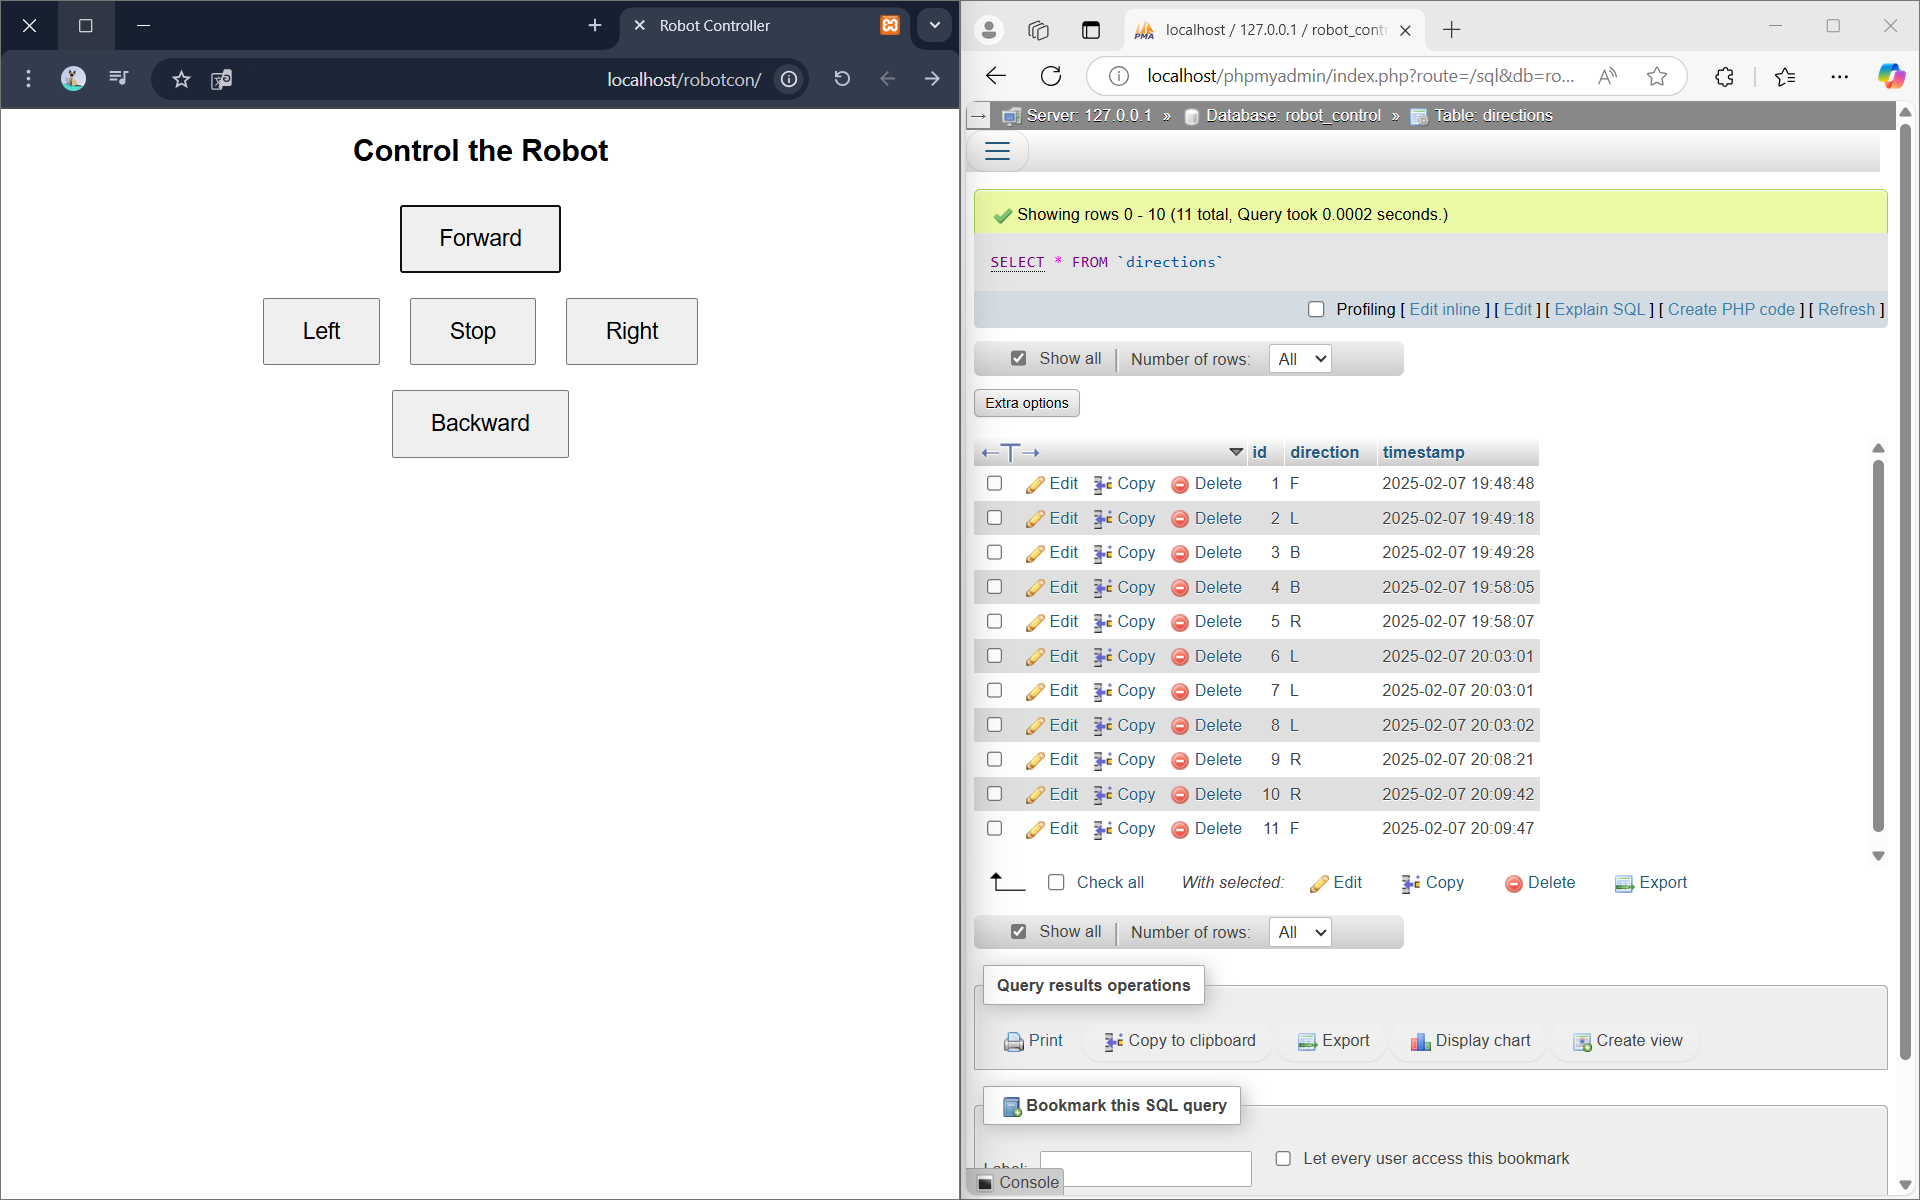 Robot Controller
localhost/robotcon/
Control the Robot
Forward
Left Stop Right
Backward
localhost / 127.0.0.1 / robot_cont
localhost/phpmyadmin/index.php?route=/sql&db=ro...
Server: 127.0.0.1 » Database: robot_control » Table: directions
Showing rows 0 - 10 (11 total, Query took 0.0002 seconds.)
SELECT * FROM `directions`
Profiling [ Edit inline ] [ Edit ] [ Explain SQL ] [ Create PHP code ] [ Refresh ]
Show all Number of rows: All
Extra options
id direction timestamp
Edit Copy Delete 1 F 2025-02-07 19:48:48
Edit Copy Delete 2 L 2025-02-07 19:49:18
Edit Copy Delete 3 B 2025-02-07 19:49:28
Edit Copy Delete 4 B 2025-02-07 19:58:05
Edit Copy Delete 5 R 2025-02-07 19:58:07
Edit Copy Delete 6 L 2025-02-07 20:03:01
Edit Copy Delete 7 L 2025-02-07 20:03:01
Edit Copy Delete 8 L 2025-02-07 20:03:02
Edit Copy Delete 9 R 2025-02-07 20:08:21
Edit Copy Delete 10 R 2025-02-07 20:09:42
Edit Copy Delete 11 F 2025-02-07 20:09:47
Check all With selected: Edit Copy Delete Export
Show all Number of rows: All
Query results operations
Print Copy to clipboard Export Display chart Create view
Bookmark this SQL query
Label: Let every user access this bookmark
Console